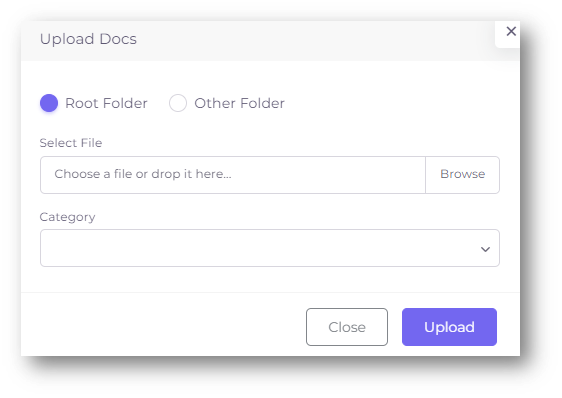 Upload Docs
Root Folder Other Folder
Select File
Choose a file or drop it here... Browse
Category
Close Upload